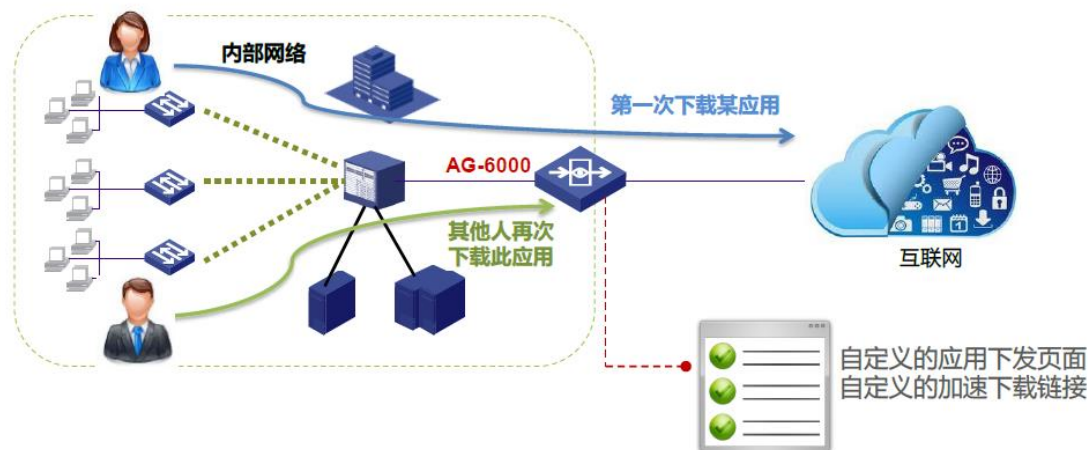 内部网络
第一次下载某应用
AG-6000
其他人再次
下载此应用
互联网
自定义的应用下发页面
自定义的加速下载链接